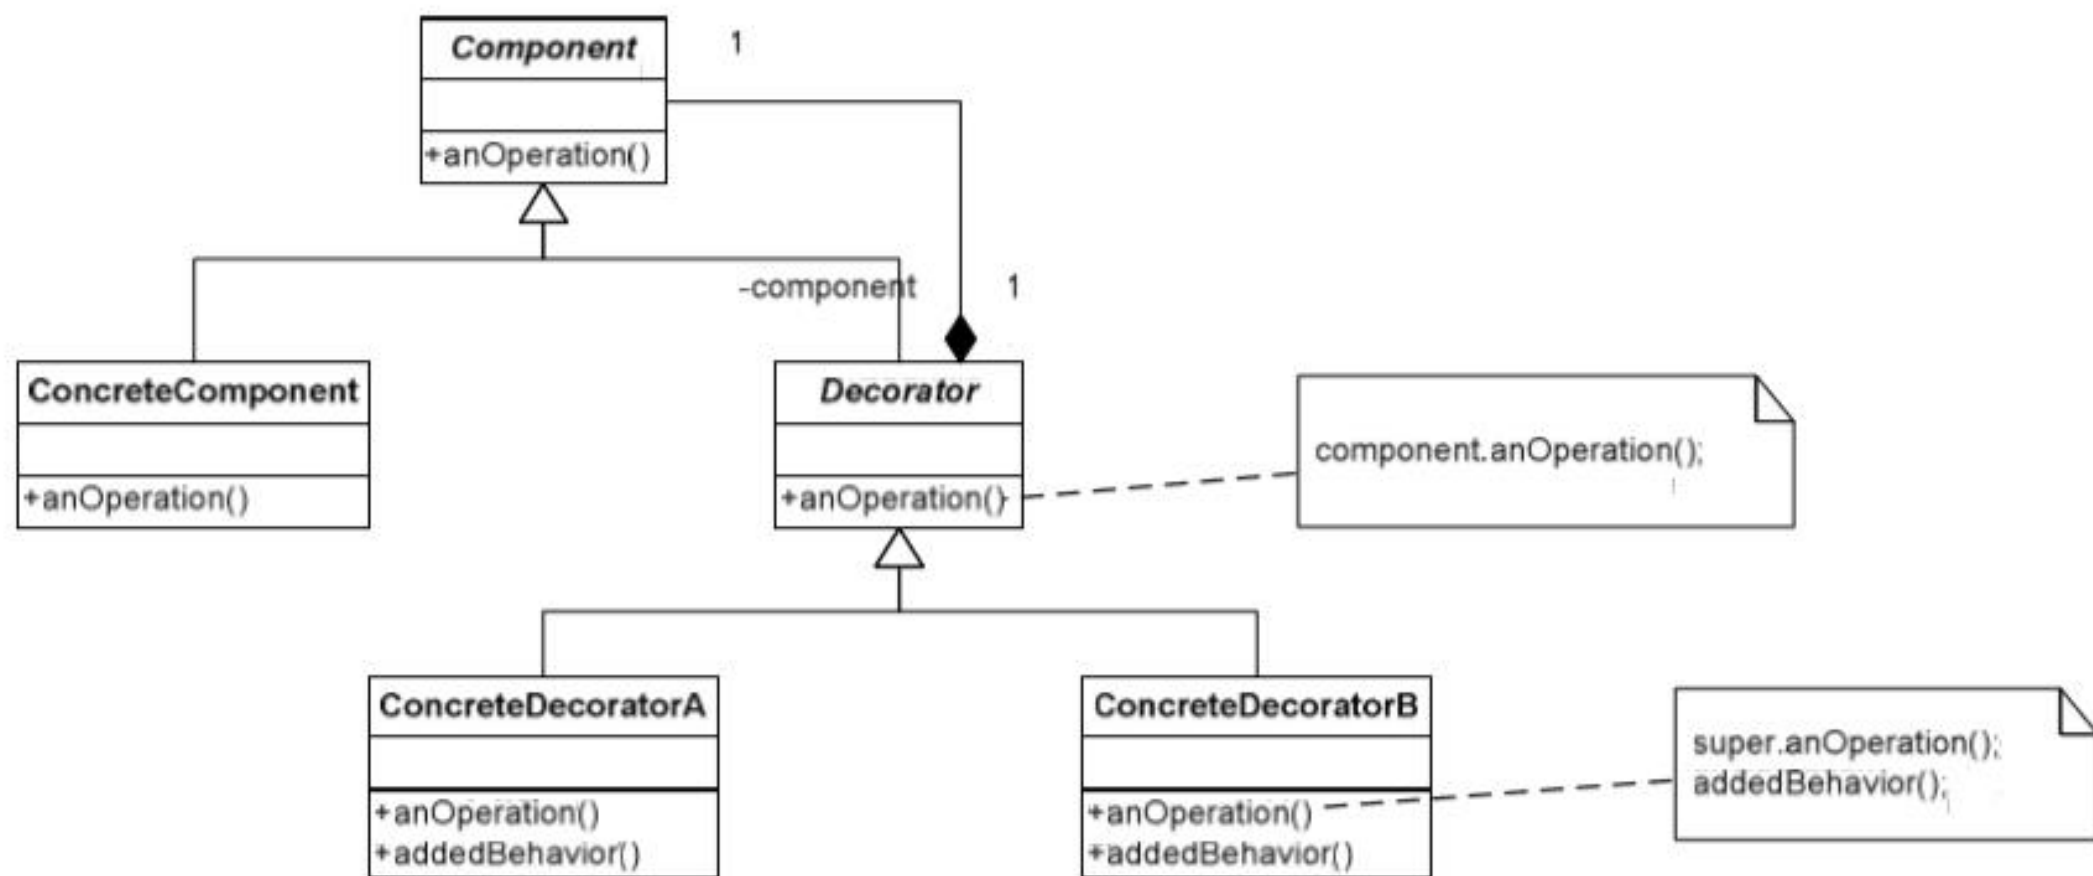 Component
1
+anOperation()
-component
1
ConcreteComponent
+anOperation()
Decorator
+anOperation()
component.anOperation();
ConcreteDecoratorA
+anOperation()
+addedBehavior()
ConcreteDecoratorB
+anOperation()
+addedBehavior()
super.anOperation();
addedBehavior();